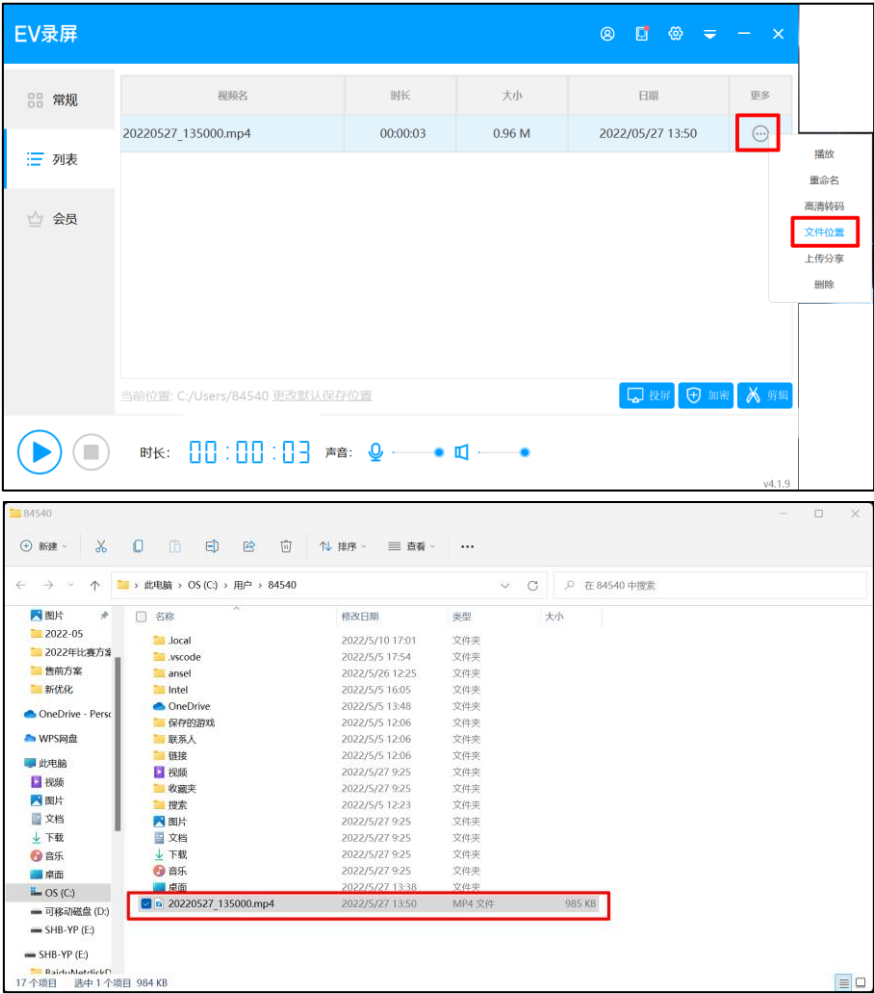 EV录屏
常规
列表
会员
视频名 时长 大小 日期 更多
20220527_135000.mp4 00:00:03 0.96 M 2022/05/27 13:50
播放
重命名
高清转码
文件位置
上传分享
删除
当前位置: C:/Users/84540 更改默认保存位置
投屏 加密 剪辑
时长: 00:00:03 声音:
v4.1.9
84540
新建 排序 查看
此电脑 › OS (C:) › 用户 › 84540 在 84540 中搜索
图片
2022-05
2022年比赛方案
售前方案
新优化
OneDrive - Perso
WPS网盘
此电脑
视频
图片
文档
下载
音乐
桌面
OS (C:)
可移动磁盘 (D:)
SHB-YP (E:)
SHB-YP (E:)
BaiduNetdiskD
名称 修改日期 类型 大小
.local 2022/5/10 17:01 文件夹
.vscode 2022/5/5 17:54 文件夹
ansel 2022/5/26 12:25 文件夹
Intel 2022/5/5 16:05 文件夹
OneDrive 2022/5/5 13:48 文件夹
保存的游戏 2022/5/5 12:06 文件夹
联系人 2022/5/5 12:06 文件夹
链接 2022/5/5 12:06 文件夹
视频 2022/5/27 9:25 文件夹
收藏夹 2022/5/27 9:25 文件夹
搜索 2022/5/5 12:23 文件夹
图片 2022/5/27 9:25 文件夹
文档 2022/5/27 9:25 文件夹
下载 2022/5/27 9:25 文件夹
音乐 2022/5/27 9:25 文件夹
桌面 2022/5/27 13:38 文件夹
20220527_135000.mp4 2022/5/27 13:50 MP4 文件 985 KB
17 个项目 选中 1 个项目 984 KB